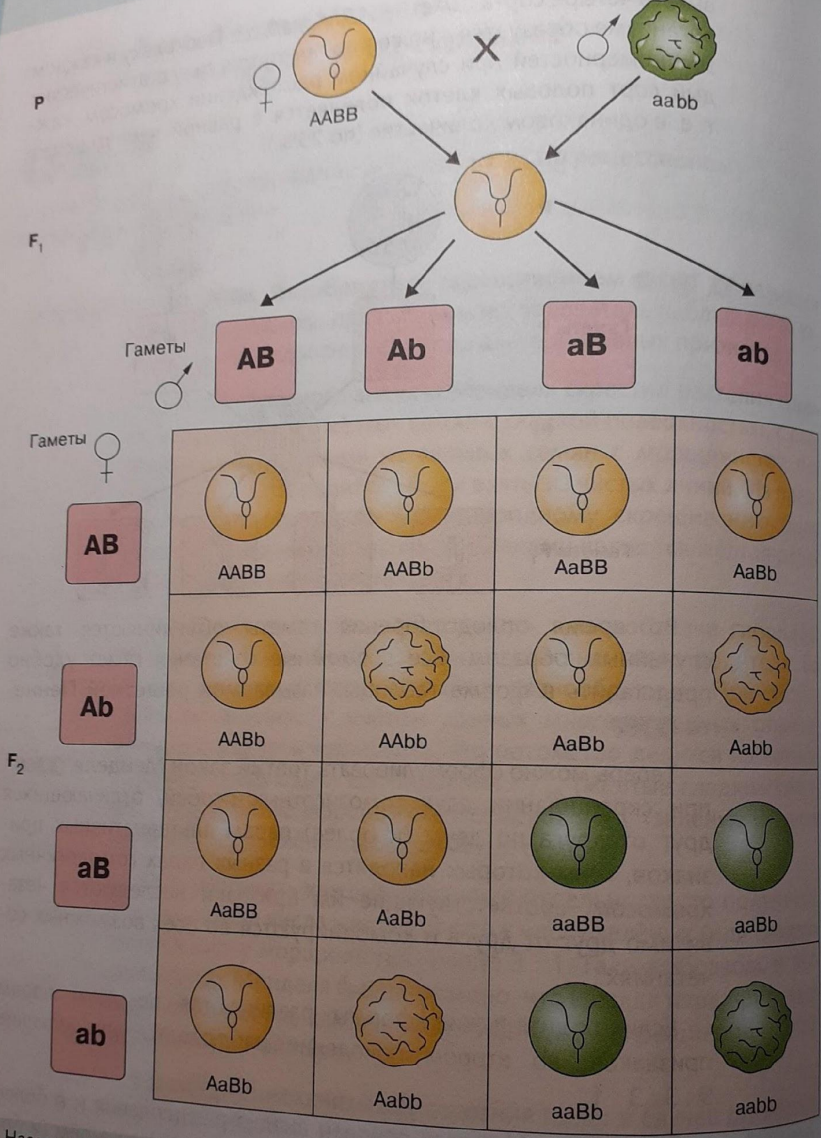 P
♀ AABB × ♂ aabb
F₁
Гаметы ♂ AB Ab aB ab
Гаметы ♀
AB
AABB AABb AaBB AaBb
Ab
AABb AAbb AaBb Aabb
F₂
aB
AaBB AaBb aaBB aaBb
ab
AaBb Aabb aaBb aabb